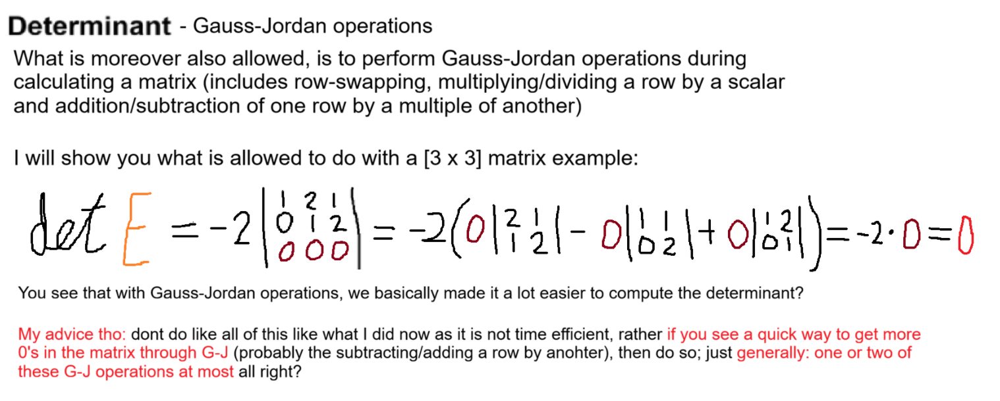 Determinant - Gauss-Jordan operations
What is moreover also allowed, is to perform Gauss-Jordan operations during
calculating a matrix (includes row-swapping, multiplying/dividing a row by a scalar
and addition/subtraction of one row by a multiple of another)
I will show you what is allowed to do with a [3 x 3] matrix example:
det E = -2 |1 2 1; 0 1 2; 0 0 0| = -2(0|2 1; 1 2| - 0|1 1; 0 2| + 0|1 2; 0 1|) = -2·0 = 0
You see that with Gauss-Jordan operations, we basically made it a lot easier to compute the determinant?
My advice tho: dont do like all of this like what I did now as it is not time efficient, rather if you see a quick way to get more
0's in the matrix through G-J (probably the subtracting/adding a row by anohter), then do so; just generally: one or two of
these G-J operations at most all right?